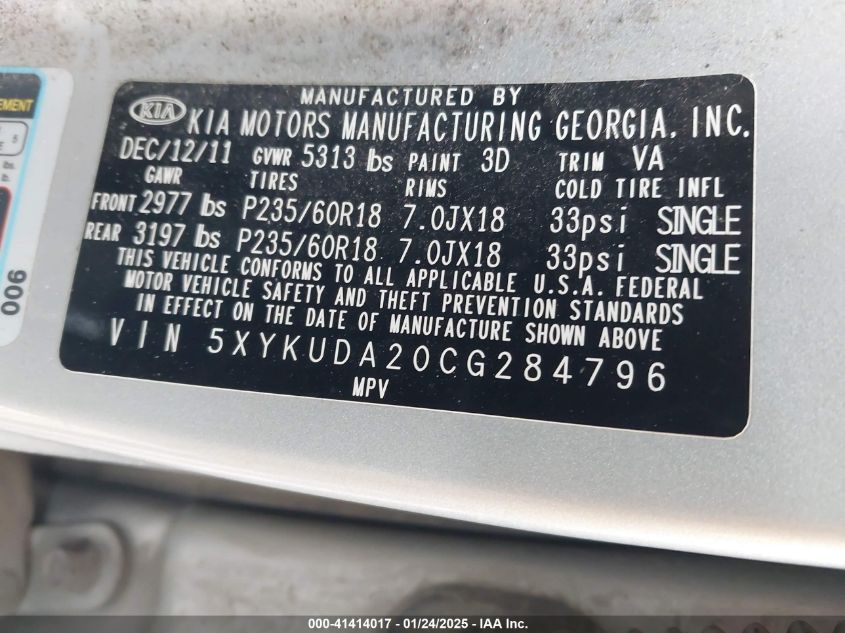 EMENT
5
006
MANUFACTURED BY
KIA KIA MOTORS MANUFACTURING GEORGIA, INC.
DEC/12/11 GVWR 5313 lbs PAINT 3D TRIM VA
GAWR TIRES RIMS COLD TIRE INFL
FRONT 2977 lbs P235/60R18 7.0JX18 33psi SINGLE
REAR 3197 lbs P235/60R18 7.0JX18 33psi SINGLE
THIS VEHICLE CONFORMS TO ALL APPLICABLE U.S.A. FEDERAL
MOTOR VEHICLE SAFETY AND THEFT PREVENTION STANDARDS
IN EFFECT ON THE DATE OF MANUFACTURE SHOWN ABOVE
VIN 5XYKUDA20CG284796
MPV
000-41414017 | 01/24/2025 | IAA Inc.